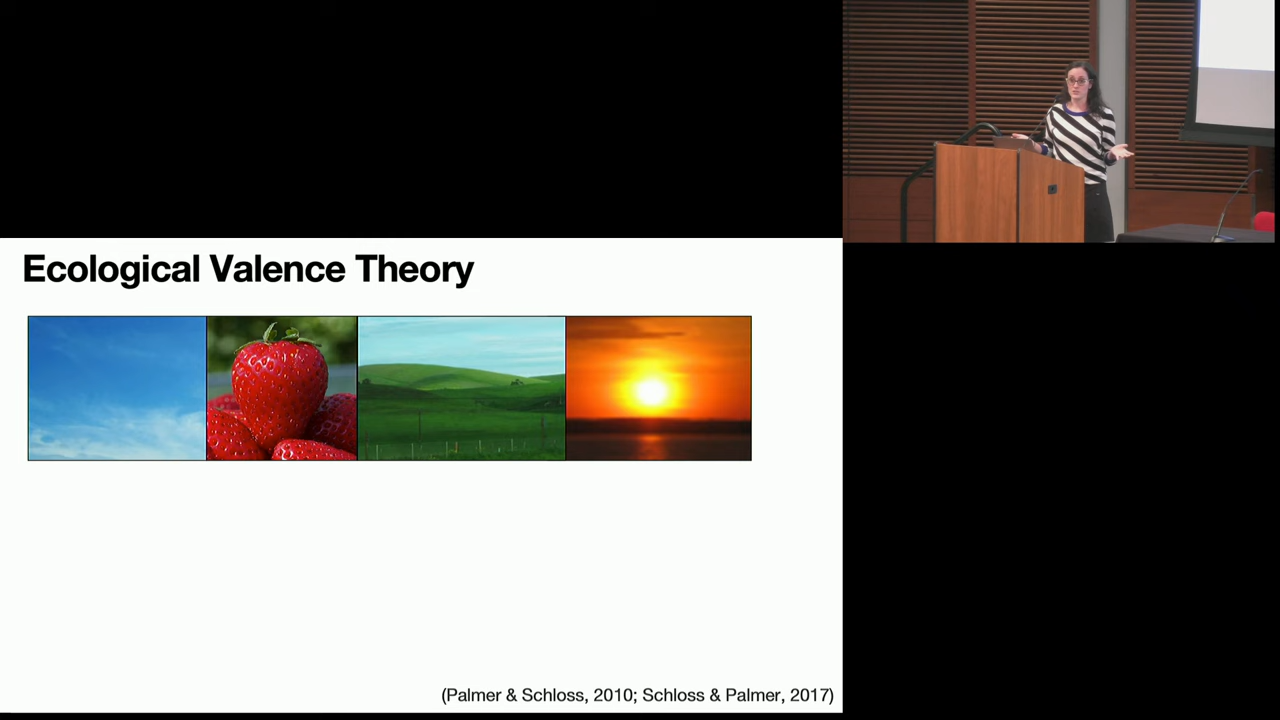 Ecological Valence Theory
(Palmer & Schloss, 2010; Schloss & Palmer, 2017)